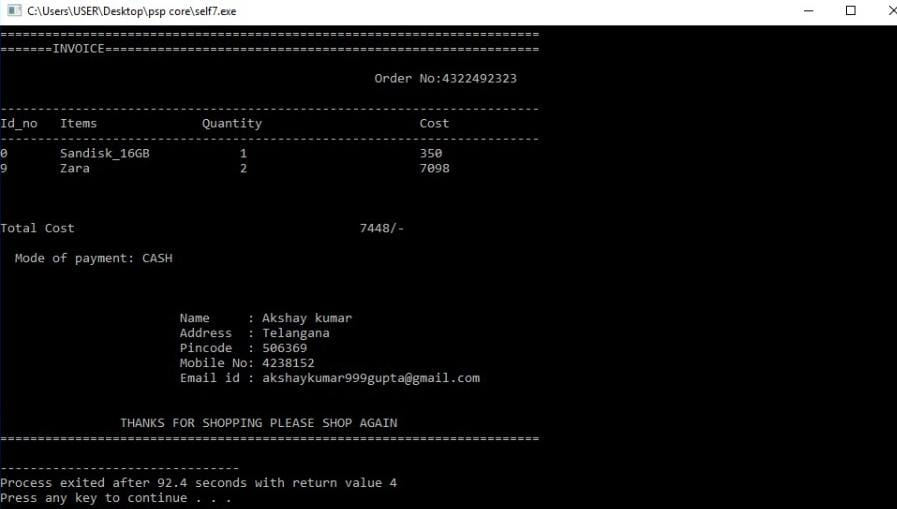 C:\Users\USER\Desktop\psp core\self7.exe
========================================================================
=======INVOICE==========================================================
Order No:4322492323
------------------------------------------------------------------------
Id_no Items Quantity Cost
------------------------------------------------------------------------
0 Sandisk_16GB 1 350
9 Zara 2 7098
Total Cost 7448/-
Mode of payment: CASH
Name : Akshay kumar
Address : Telangana
Pincode : 506369
Mobile No: 4238152
Email id : akshaykumar999gupta@gmail.com
THANKS FOR SHOPPING PLEASE SHOP AGAIN
========================================================================
--------------------------------
Process exited after 92.4 seconds with return value 4
Press any key to continue . . .